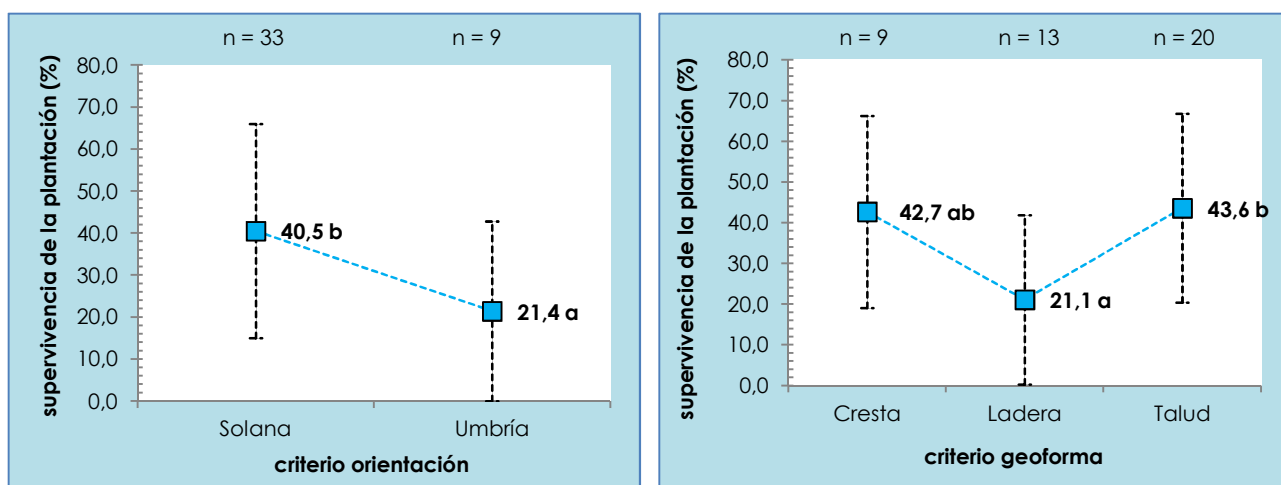 n = 33 n = 9
supervivencia de la plantación (%)
80,0
70,0
60,0
50,0
40,0
30,0
20,0
10,0
0,0
40,5 b
21,4 a
Solana Umbría
criterio orientación
n = 9 n = 13 n = 20
supervivencia de la plantación (%)
80,0
70,0
60,0
50,0
40,0
30,0
20,0
10,0
0,0
42,7 ab
21,1 a
43,6 b
Cresta Ladera Talud
criterio geoforma